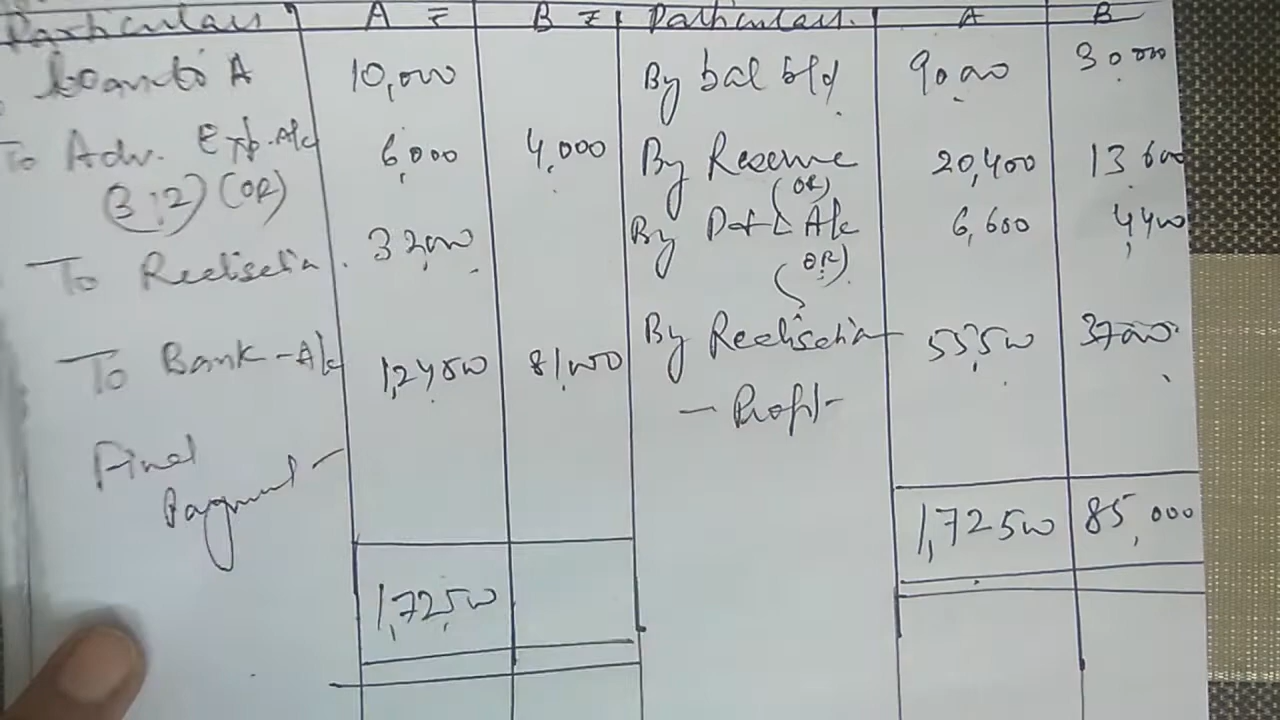 Particulars A ₹ B ₹ Particulars. A B
Loan to A 10,000 By bal b/d 90,000 30,000
To Adv. Exp. A/c 6,000 4,000 By Reserve 20,400 13,600
(3:2) (OR) (OR)
To Realisation. 32,000 By P&L A/c 6,600 4,400
(OR)
To Bank-A/c 1,24,500 81,000 By Realisation 55,500 37,000
- Profit -
Final
Payment -
1,72,500 85,000
1,72,500